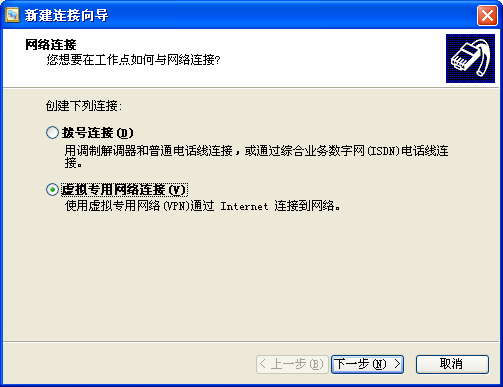 新建连接向导
网络连接
您想要在工作点如何与网络连接?
创建下列连接:
拨号连接(D)
用调制解调器和普通电话线连接，或通过综合业务数字网(ISDN)电话线连
接。
虚拟专用网络连接(V)
使用虚拟专用网络(VPN)通过 Internet 连接到网络。
< 上一步(B) 下一步(N) > 取消